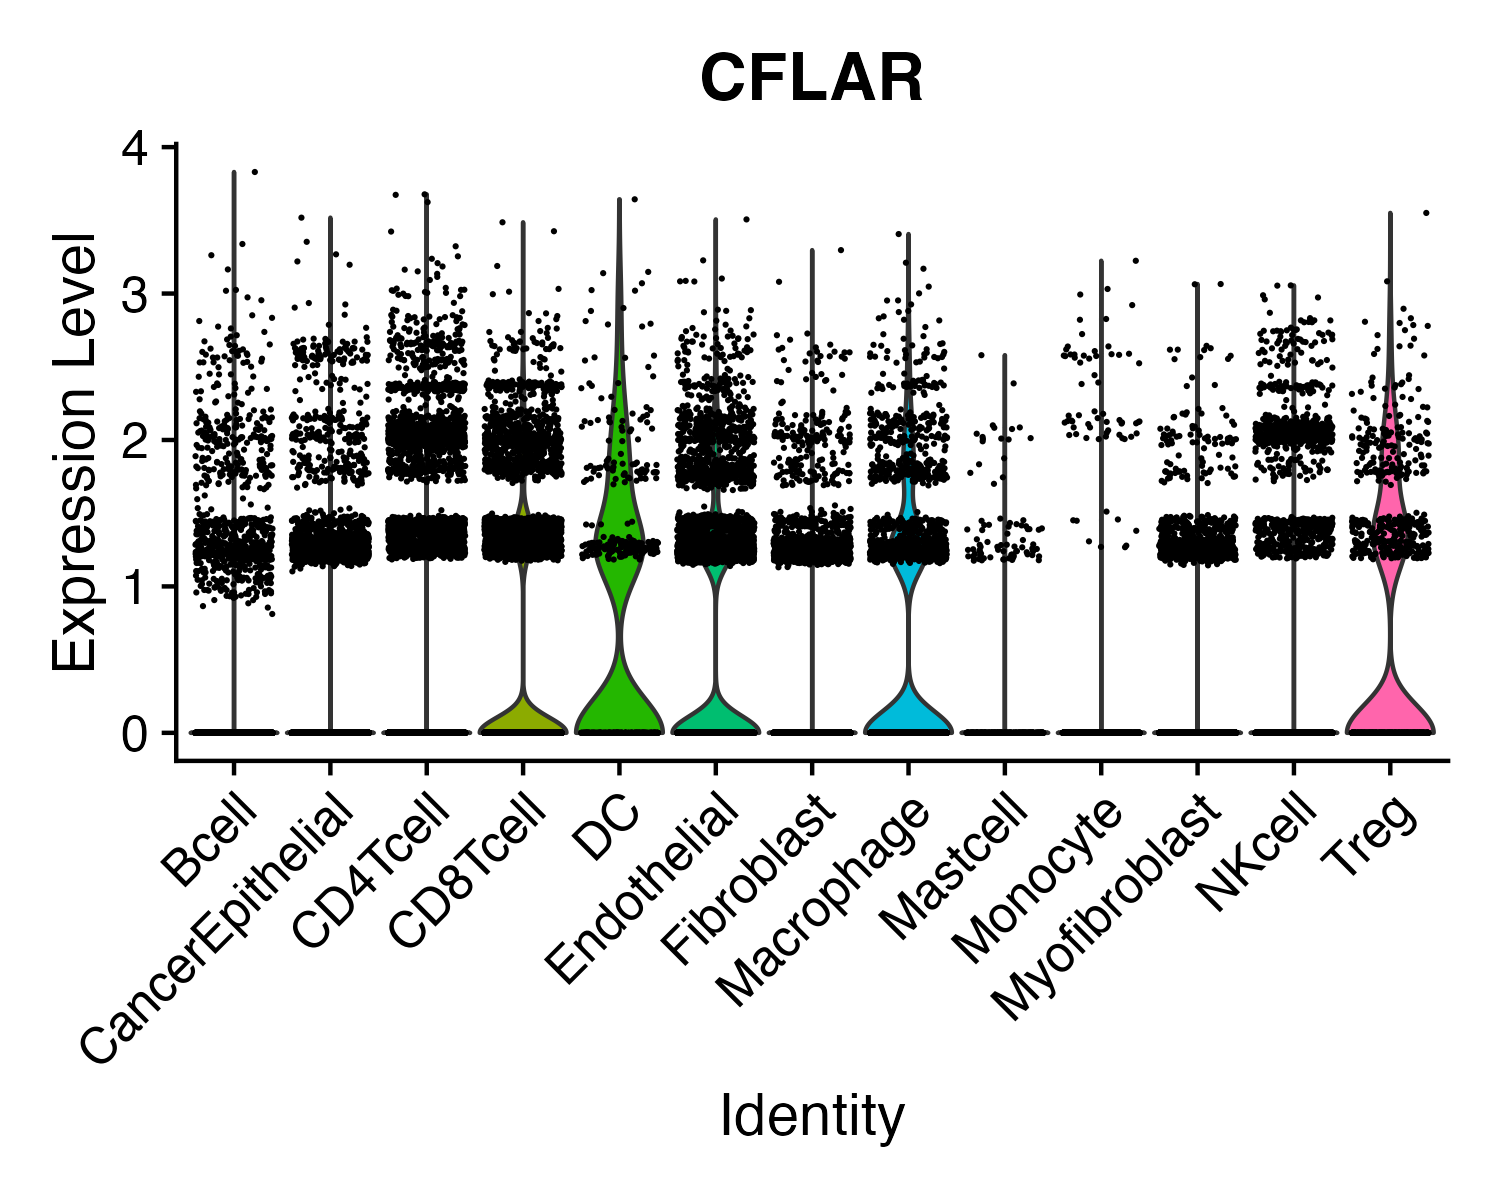 CFLAR
Expression Level
4
3
2
1
0
Bcell
CancerEpithelial
CD4Tcell
CD8Tcell
DC
Endothelial
Fibroblast
Macrophage
Mastcell
Monocyte
Myofibroblast
NKcell
Treg
Identity